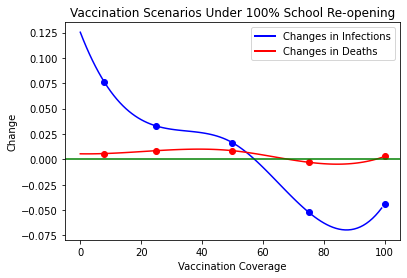 Vaccination Scenarios Under 100% School Re-opening
Changes in Infections
Changes in Deaths
Change
0.125
0.100
0.075
0.050
0.025
0.000
−0.025
−0.050
−0.075
0 20 40 60 80 100
Vaccination Coverage